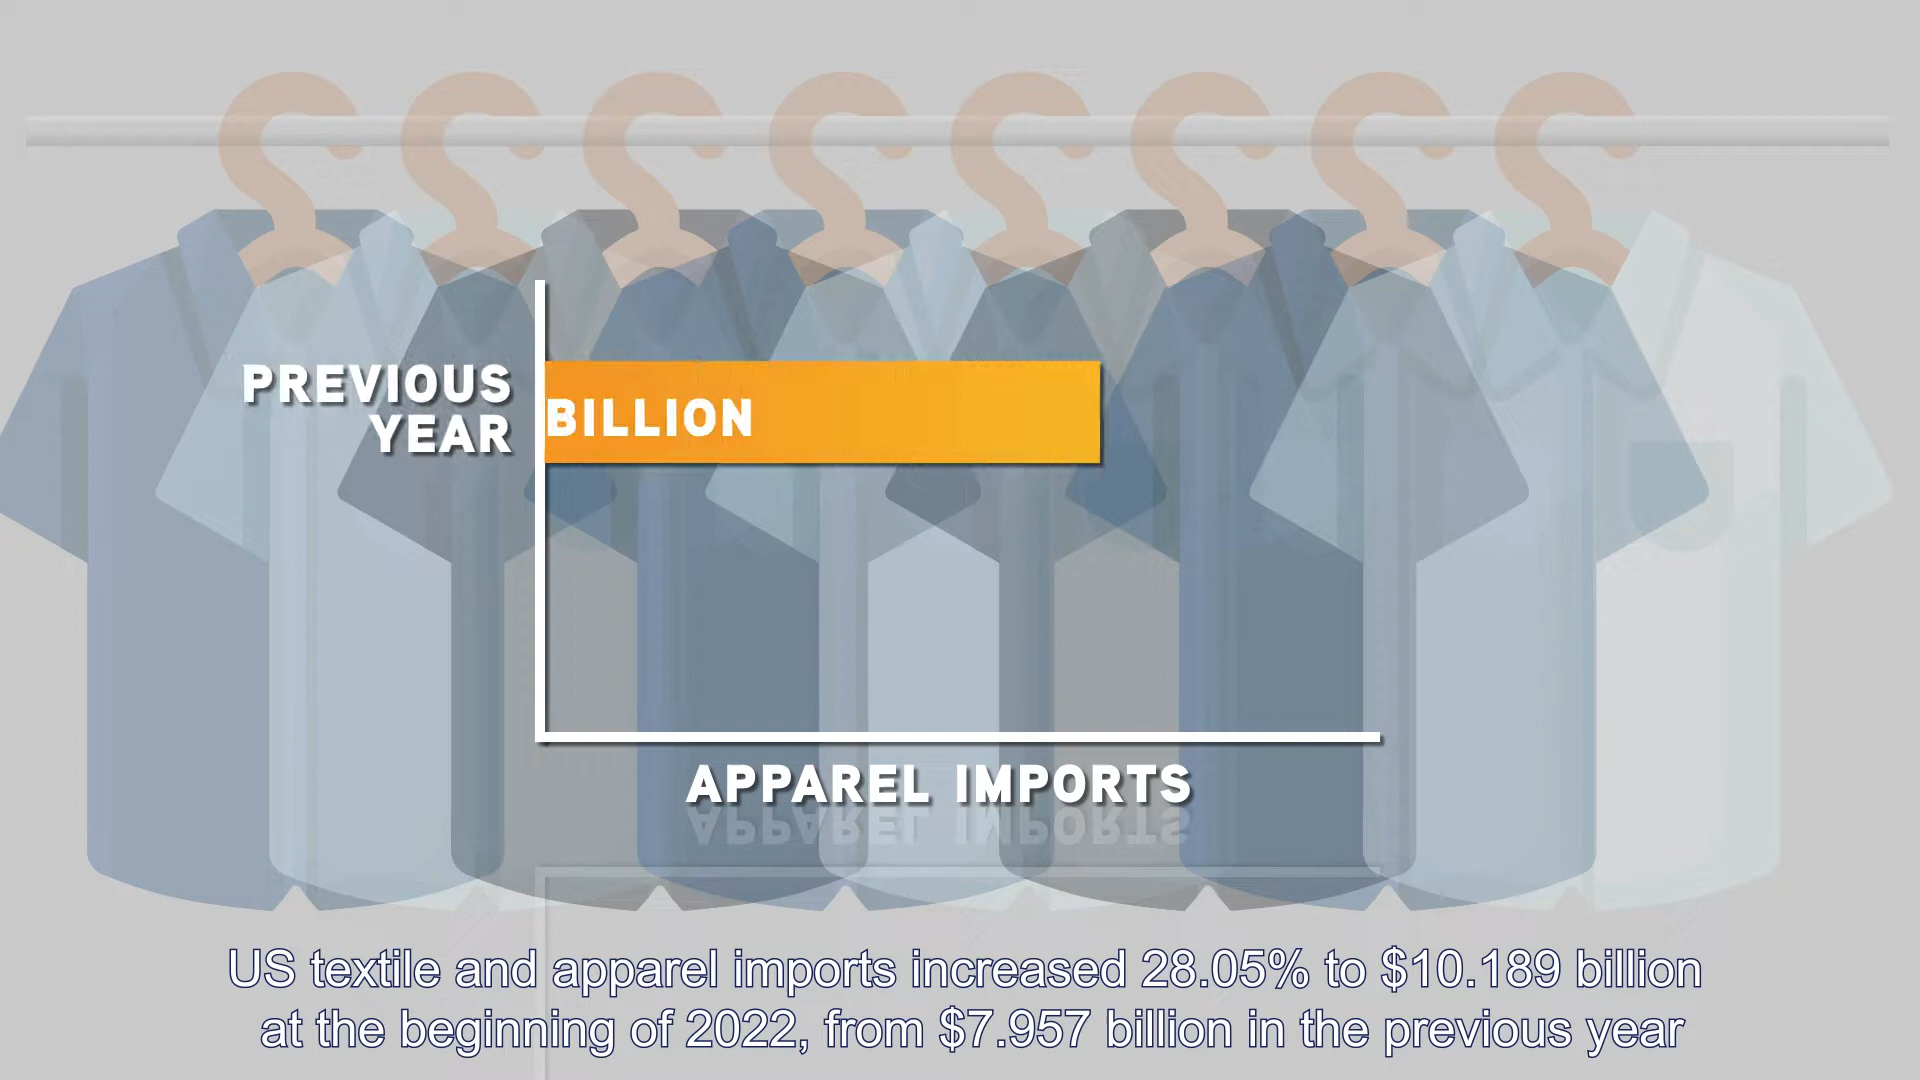 PREVIOUS
YEAR
BILLION
APPAREL IMPORTS
US textile and apparel imports increased 28.05% to $10.189 billion
at the beginning of 2022, from $7.957 billion in the previous year